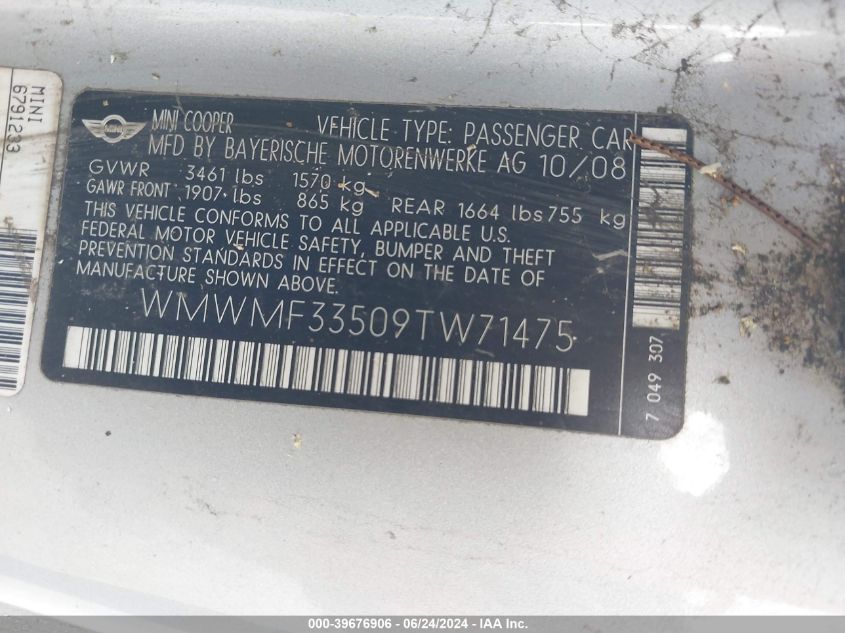 MINI
6791233
MINI
MINI COOPER
VEHICLE TYPE: PASSENGER CAR
MFD BY BAYERISCHE MOTORENWERKE AG 10/08
GVWR 3461 lbs 1570 kg
GAWR FRONT 1907 lbs 865 kg REAR 1664 lbs 755 kg
THIS VEHICLE CONFORMS TO ALL APPLICABLE U.S.
FEDERAL MOTOR VEHICLE SAFETY, BUMPER AND THEFT
PREVENTION STANDARDS IN EFFECT ON THE DATE OF
MANUFACTURE SHOWN ABOVE.
WMWMF33509TW71475
7 049 307
000-39676906 - 06/24/2024 - IAA Inc.